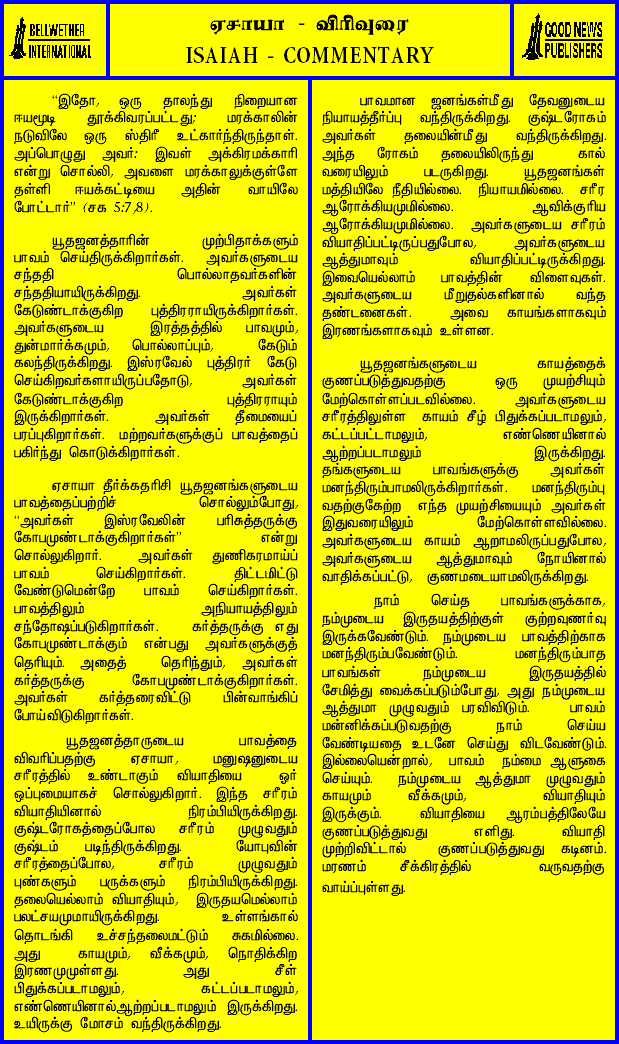 BELLWETHER
INTERNATIONAL
ஏசாயா - விரிவுரை
ISAIAH - COMMENTARY
GOOD NEWS
PUBLISHERS
“இதோ, ஒரு தாலந்து நிறையான
ஈயமூடி தூக்கிவரப்பட்டது; மரக்காலின்
நடுவிலே ஒரு ஸ்திரீ உட்கார்ந்திருந்தாள்.
அப்பொழுது அவர்: இவள் அக்கிரமக்காரி
என்று சொல்லி, அவளை மரக்காலுக்குள்ளே
தள்ளி ஈயக்கட்டியை அதின் வாயிலே
போட்டார்” (சக 5:7,8).
யூதஜனத்தாரின் முற்பிதாக்களும்
பாவம் செய்திருக்கிறார்கள். அவர்களுடைய
சந்ததி பொல்லாதவர்களின்
சந்ததியாயிருக்கிறது. அவர்கள்
கேடுண்டாக்குகிற புத்திரராயிருக்கிறார்கள்.
அவர்களுடைய இரத்தத்தில் பாவமும்,
துன்மார்க்கமும், பொல்லாப்பும், கேடும்
கலந்திருக்கிறது. இஸ்ரவேல் புத்திரர் கேடு
செய்கிறவர்களாயிருப்பதோடு, அவர்கள்
கேடுண்டாக்குகிற புத்திரராயும்
இருக்கிறார்கள். அவர்கள் தீமையைப்
பரப்புகிறார்கள். மற்றவர்களுக்குப் பாவத்தைப்
பகிர்ந்து கொடுக்கிறார்கள்.
ஏசாயா தீர்க்கதரிசி யூதஜனங்களுடைய
பாவத்தைப்பற்றிச் சொல்லும்போது,
“அவர்கள் இஸ்ரவேலின் பரிசுத்தருக்கு
கோபமுண்டாக்குகிறார்கள்” என்று
சொல்லுகிறார். அவர்கள் துணிகரமாய்ப்
பாவம் செய்கிறார்கள். திட்டமிட்டு
வேண்டுமென்றே பாவம் செய்கிறார்கள்.
பாவத்திலும் அநியாயத்திலும்
சந்தோஷப்படுகிறார்கள். கர்த்தருக்கு எது
கோபமுண்டாக்கும் என்பது அவர்களுக்குத்
தெரியும். அதைத் தெரிந்தும், அவர்கள்
கர்த்தருக்கு கோபமுண்டாக்குகிறார்கள்.
அவர்கள் கர்த்தரைவிட்டு பின்வாங்கிப்
போய்விடுகிறார்கள்.
யூதஜனத்தாருடைய பாவத்தை
விவரிப்பதற்கு ஏசாயா, மனுஷனுடைய
சரீரத்தில் உண்டாகும் வியாதியை ஓர்
ஒப்புமையாகச் சொல்லுகிறார். இந்த சரீரம்
வியாதியினால் நிரம்பியிருக்கிறது.
குஷ்டரோகத்தைப்போல சரீரம் முழுவதும்
குஷ்டம் படிந்திருக்கிறது. யோபுவின்
சரீரத்தைப்போல, சரீரம் முழுவதும்
புண்களும் பருக்களும் நிரம்பியிருக்கிறது.
தலையெல்லாம் வியாதியும், இருதயமெல்லாம்
பலட்சயமுமாயிருக்கிறது. உள்ளங்கால்
தொடங்கி உச்சந்தலைமட்டும் சுகமில்லை.
அது காயமும், வீக்கமும், நொதிக்கிற
இரணமுமுள்ளது. அது சீள்
பிதுக்கப்படாமலும், கட்டப்படாமலும்,
எண்ணெயினால்ஆற்றப்படாமலும் இருக்கிறது.
உயிருக்கு மோசம் வந்திருக்கிறது.
பாவமான ஜனங்கள்மீது தேவனுடைய
நியாயத்தீர்ப்பு வந்திருக்கிறது. குஷ்டரோகம்
அவர்கள் தலையின்மீது வந்திருக்கிறது.
அந்த ரோகம் தலையிலிருந்து கால்
வரையிலும் படருகிறது. யூதஜனங்கள்
மத்தியிலே நீதியில்லை. நியாயமில்லை. சரீர
ஆரோக்கியமுமில்லை. ஆவிக்குரிய
ஆரோக்கியமுமில்லை. அவர்களுடைய சரீரம்
வியாதிப்பட்டிருப்பதுபோல, அவர்களுடைய
ஆத்துமாவும் வியாதிப்பட்டிருக்கிறது.
இவையெல்லாம் பாவத்தின் விளைவுகள்.
அவர்களுடைய மீறுதல்களினால் வந்த
தண்டனைகள். அவை காயங்களாகவும்
இரணங்களாகவும் உள்ளன.
யூதஜனங்களுடைய காயத்தைக்
குணப்படுத்துவதற்கு ஒரு முயற்சியும்
மேற்கொள்ளப்படவில்லை. அவர்களுடைய
சரீரத்திலுள்ள காயம் சீழ் பிதுக்கப்படாமலும்,
கட்டப்பட்டாமலும், எண்ணெயினால்
ஆற்றப்படாமலும் இருக்கிறது.
தங்களுடைய பாவங்களுக்கு அவர்கள்
மனந்திரும்பாமலிருக்கிறார்கள். மனந்திரும்பு
வதற்குகேற்ற எந்த முயற்சியையும் அவர்கள்
இதுவரையிலும் மேற்கொள்ளவில்லை.
அவர்களுடைய காயம் ஆறாமலிருப்பதுபோல,
அவர்களுடைய ஆத்துமாவும் நோயினால்
வாதிக்கப்பட்டு, குணமடையாமலிருக்கிறது.
நாம் செய்த பாவங்களுக்காக,
நம்முடைய இருதயத்திற்குள் குற்றவுணர்வு
இருக்கவேண்டும். நம்முடைய பாவத்திற்காக
மனந்திரும்பவேண்டும். மனந்திரும்பாத
பாவங்கள் நம்முடைய இருதயத்தில்
சேமித்து வைக்கப்படும்போது, அது நம்முடைய
ஆத்துமா முழுவதும் பரவிவிடும். பாவம்
மன்னிக்கப்படுவதற்கு நாம் செய்ய
வேண்டியதை உடனே செய்து விடவேண்டும்.
இல்லையென்றால், பாவம் நம்மை ஆளுகை
செய்யும். நம்முடைய ஆத்துமா முழுவதும்
காயமும் வீக்கமும், வியாதியும்
இருக்கும். வியாதியை ஆரம்பத்திலேயே
குணப்படுத்துவது எளிது. வியாதி
முற்றிவிட்டால் குணப்படுத்துவது கடினம்.
மரணம் சீக்கிரத்தில் வருவதற்கு
வாய்ப்புள்ளது.